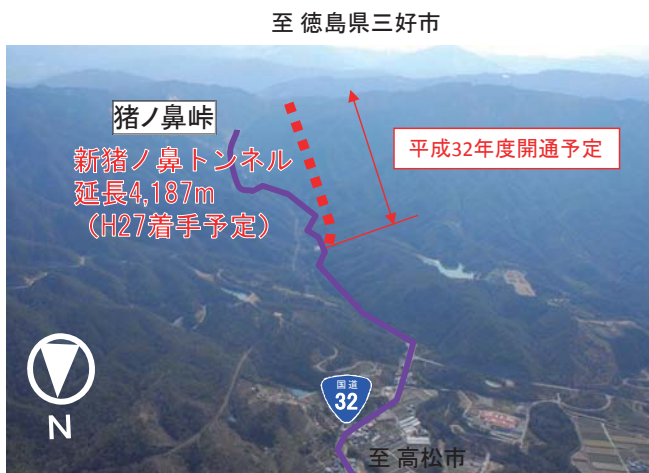 至 徳島県三好市
猪ノ鼻峠
新猪ノ鼻トンネル
延長4,187m
（H27着手予定）
平成32年度開通予定
国道
32
N
至 高松市